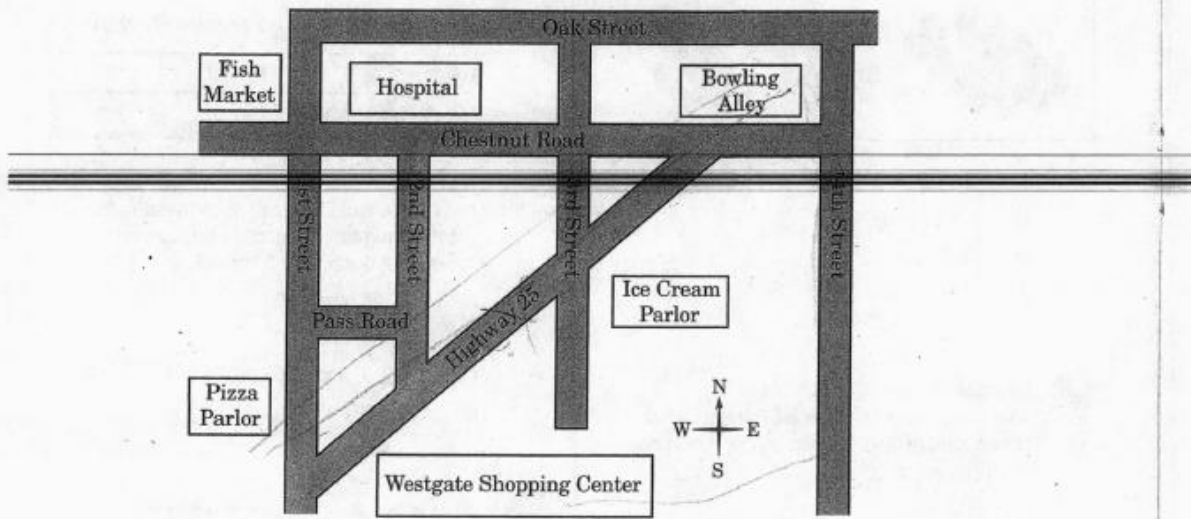 Oak Street
Fish
Market
Hospital
Bowling
Alley
Chestnut Road
1st Street
2nd Street
3rd Street
4th Street
Pass Road
Highway 25
Ice Cream
Parlor
Pizza
Parlor
N
W E
S
Westgate Shopping Center